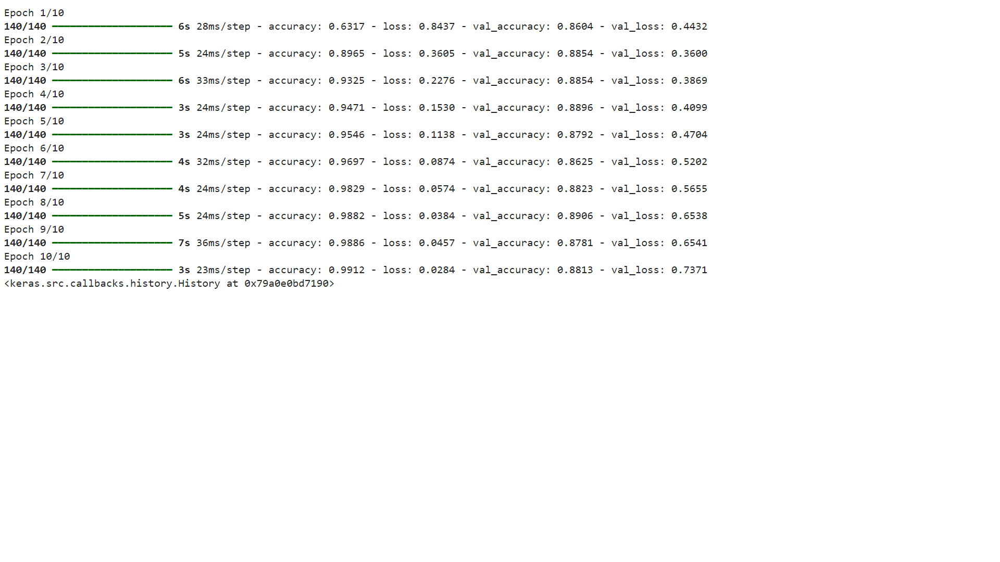 Epoch 1/10
140/140 ━━━━━━━━━━━━━━━━━━━━ 6s 28ms/step - accuracy: 0.6317 - loss: 0.8437 - val_accuracy: 0.8604 - val_loss: 0.4432
Epoch 2/10
140/140 ━━━━━━━━━━━━━━━━━━━━ 5s 24ms/step - accuracy: 0.8965 - loss: 0.3605 - val_accuracy: 0.8854 - val_loss: 0.3600
Epoch 3/10
140/140 ━━━━━━━━━━━━━━━━━━━━ 6s 33ms/step - accuracy: 0.9325 - loss: 0.2276 - val_accuracy: 0.8854 - val_loss: 0.3869
Epoch 4/10
140/140 ━━━━━━━━━━━━━━━━━━━━ 3s 24ms/step - accuracy: 0.9471 - loss: 0.1530 - val_accuracy: 0.8896 - val_loss: 0.4099
Epoch 5/10
140/140 ━━━━━━━━━━━━━━━━━━━━ 3s 24ms/step - accuracy: 0.9546 - loss: 0.1138 - val_accuracy: 0.8792 - val_loss: 0.4704
Epoch 6/10
140/140 ━━━━━━━━━━━━━━━━━━━━ 4s 32ms/step - accuracy: 0.9697 - loss: 0.0874 - val_accuracy: 0.8625 - val_loss: 0.5202
Epoch 7/10
140/140 ━━━━━━━━━━━━━━━━━━━━ 4s 24ms/step - accuracy: 0.9829 - loss: 0.0574 - val_accuracy: 0.8823 - val_loss: 0.5655
Epoch 8/10
140/140 ━━━━━━━━━━━━━━━━━━━━ 5s 24ms/step - accuracy: 0.9882 - loss: 0.0384 - val_accuracy: 0.8906 - val_loss: 0.6538
Epoch 9/10
140/140 ━━━━━━━━━━━━━━━━━━━━ 7s 36ms/step - accuracy: 0.9886 - loss: 0.0457 - val_accuracy: 0.8781 - val_loss: 0.6541
Epoch 10/10
140/140 ━━━━━━━━━━━━━━━━━━━━ 3s 23ms/step - accuracy: 0.9912 - loss: 0.0284 - val_accuracy: 0.8813 - val_loss: 0.7371
<keras.src.callbacks.history.History at 0x79a0e0bd7190>